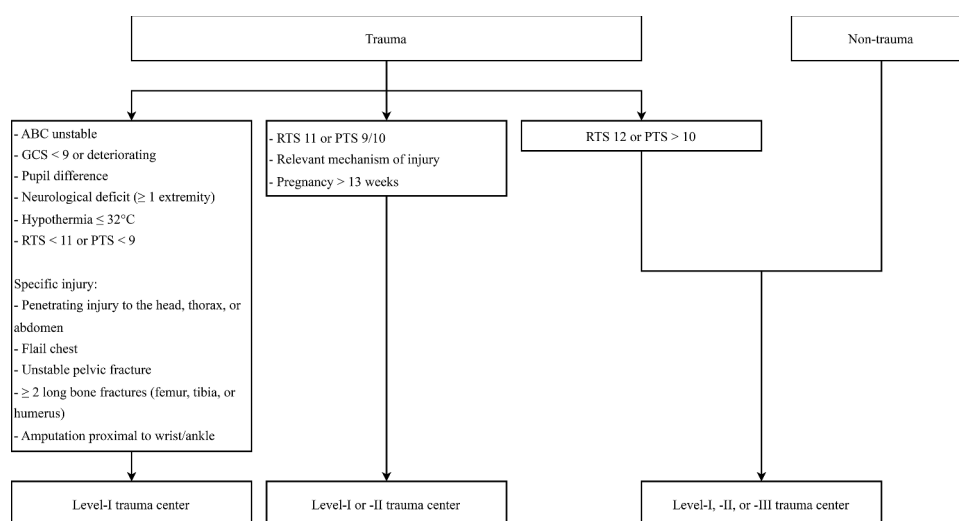 Trauma
Non-trauma
- ABC unstable
- GCS < 9 or deteriorating
- Pupil difference
- Neurological deficit (≥ 1 extremity)
- Hypothermia ≤ 32°C
- RTS < 11 or PTS < 9
Specific injury:
- Penetrating injury to the head, thorax, or
abdomen
- Flail chest
- Unstable pelvic fracture
- ≥ 2 long bone fractures (femur, tibia, or
humerus)
- Amputation proximal to wrist/ankle
- RTS 11 or PTS 9/10
- Relevant mechanism of injury
- Pregnancy > 13 weeks
RTS 12 or PTS > 10
Level-I trauma center
Level-I or -II trauma center
Level-I, -II, or -III trauma center